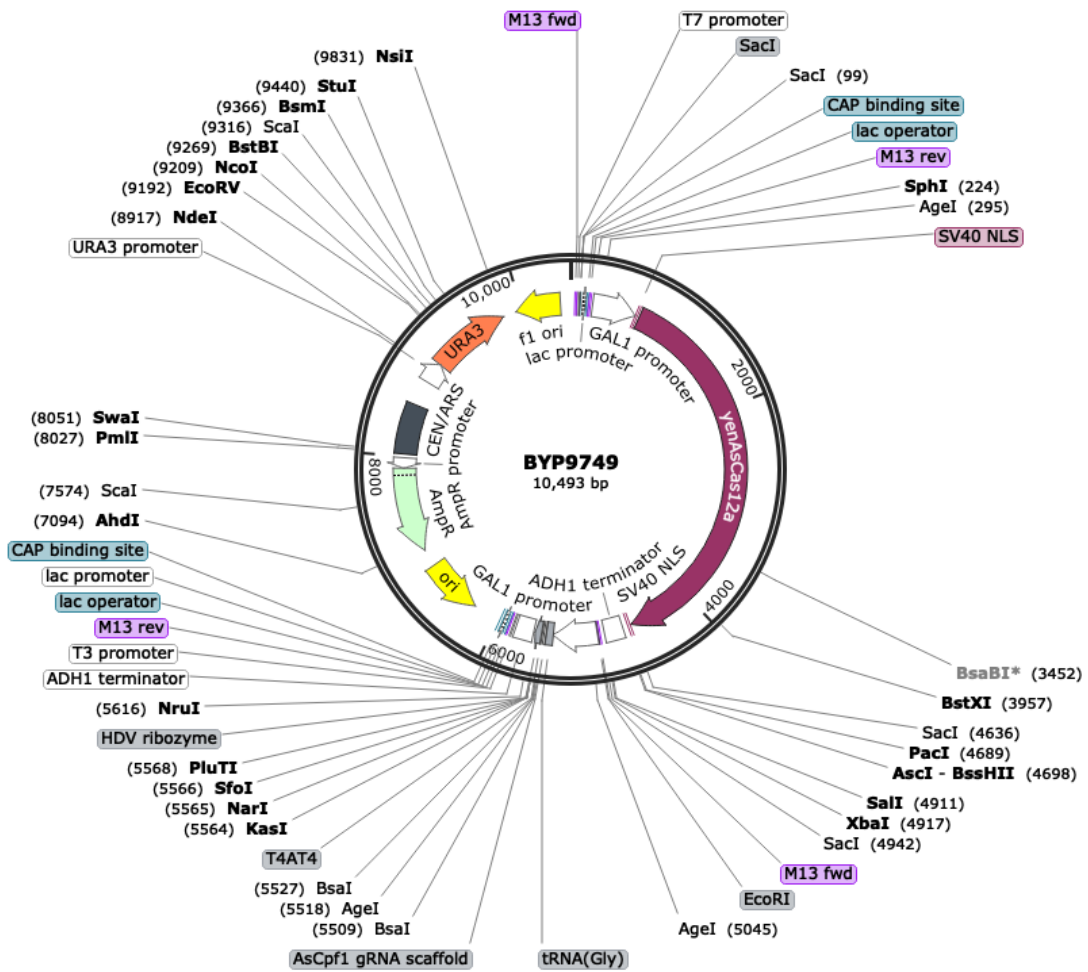 M13 fwd
T7 promoter
SacI
SacI (99)
CAP binding site
lac operator
M13 rev
SphI (224)
AgeI (295)
SV40 NLS
(9831) NsiI
(9440) StuI
(9366) BsmI
(9316) ScaI
(9269) BstBI
(9209) NcoI
(9192) EcoRV
(8917) NdeI
URA3 promoter
10,000
2000
4000
6000
8000
f1 ori
lac promoter
GAL1 promoter
URA3
yenAsCas12a
CEN/ARS
AmpR promoter
AmpR
ori
GAL1 promoter
ADH1 terminator
SV40 NLS
BYP9749
10,493 bp
(8051) SwaI
(8027) PmlI
(7574) ScaI
(7094) AhdI
CAP binding site
lac promoter
lac operator
M13 rev
T3 promoter
ADH1 terminator
(5616) NruI
HDV ribozyme
(5568) PluTI
(5566) SfoI
(5565) NarI
(5564) KasI
T4AT4
(5527) BsaI
(5518) AgeI
(5509) BsaI
AsCpf1 gRNA scaffold
tRNA(Gly)
BsaBI* (3452)
BstXI (3957)
SacI (4636)
PacI (4689)
AscI - BssHII (4698)
SalI (4911)
XbaI (4917)
SacI (4942)
M13 fwd
EcoRI
AgeI (5045)